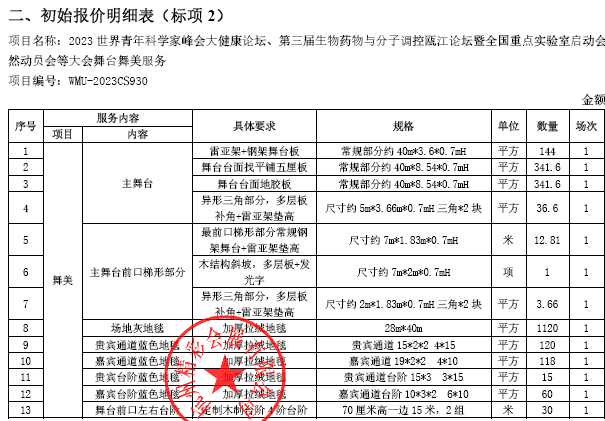 二、初始报价明细表（标项 2）
项目名称：2023 世界青年科学家峰会大健康论坛、第三届生物药物与分子调控瓯江论坛暨全国重点实验室启动会
然动员会等大会舞台舞美服务
项目编号：WMU-2023CS930
金额
序号 服务内容 具体要求 规格 单位 数量 场次
项目 内容
舞美
主舞台
1 雷亚架+钢架舞台板 常规部分约 40m*3.6*0.7mH 平方 144 1
2 舞台台面找平铺五厘板 常规部分约 40*8.54*0.7mH 平方 341.6 1
3 舞台台面地胶板 常规部分约 40*8.54*0.7mH 平方 341.6 1
4 异形三角部分，多层板补角+雷亚架垫高 尺寸约 5m*3.66m*0.7mH 三角*2 块 平方 36.6 1
主舞台前口梯形部分
5 最前口梯形部分常规钢架舞台+雷亚架垫高 尺寸约 7m*1.83m*0.7mH 米 12.81 1
6 木结构斜坡，多层板+发光字 尺寸约 7m*2m*0.7mH 项 1 1
7 异形三角部分，多层板补角+雷亚架垫高 尺寸约 2m*1.83m*0.7mH 三角*2 块 平方 3.66 1
8 场地灰地毯 加厚拉绒地毯 28m*40m 平方 1120 1
9 贵宾通道蓝色地毯 加厚拉绒地毯 贵宾通道 15*2*2 4*15 平方 120 1
10 嘉宾通道蓝色地毯 加厚拉绒地毯 嘉宾通道 19*2*2 4*10 平方 118 1
11 贵宾台阶蓝色地毯 加厚拉绒地毯 贵宾通道台阶 15*3 3*15 平方 15 1
12 嘉宾台阶蓝色地毯 加厚拉绒地毯 嘉宾通道台阶 10*3*2 6*10 平方 60 1
13 舞台前口左右台阶 定制木制台阶 4 阶台阶 70 厘米高一边 15 米，2 组 米 30 1